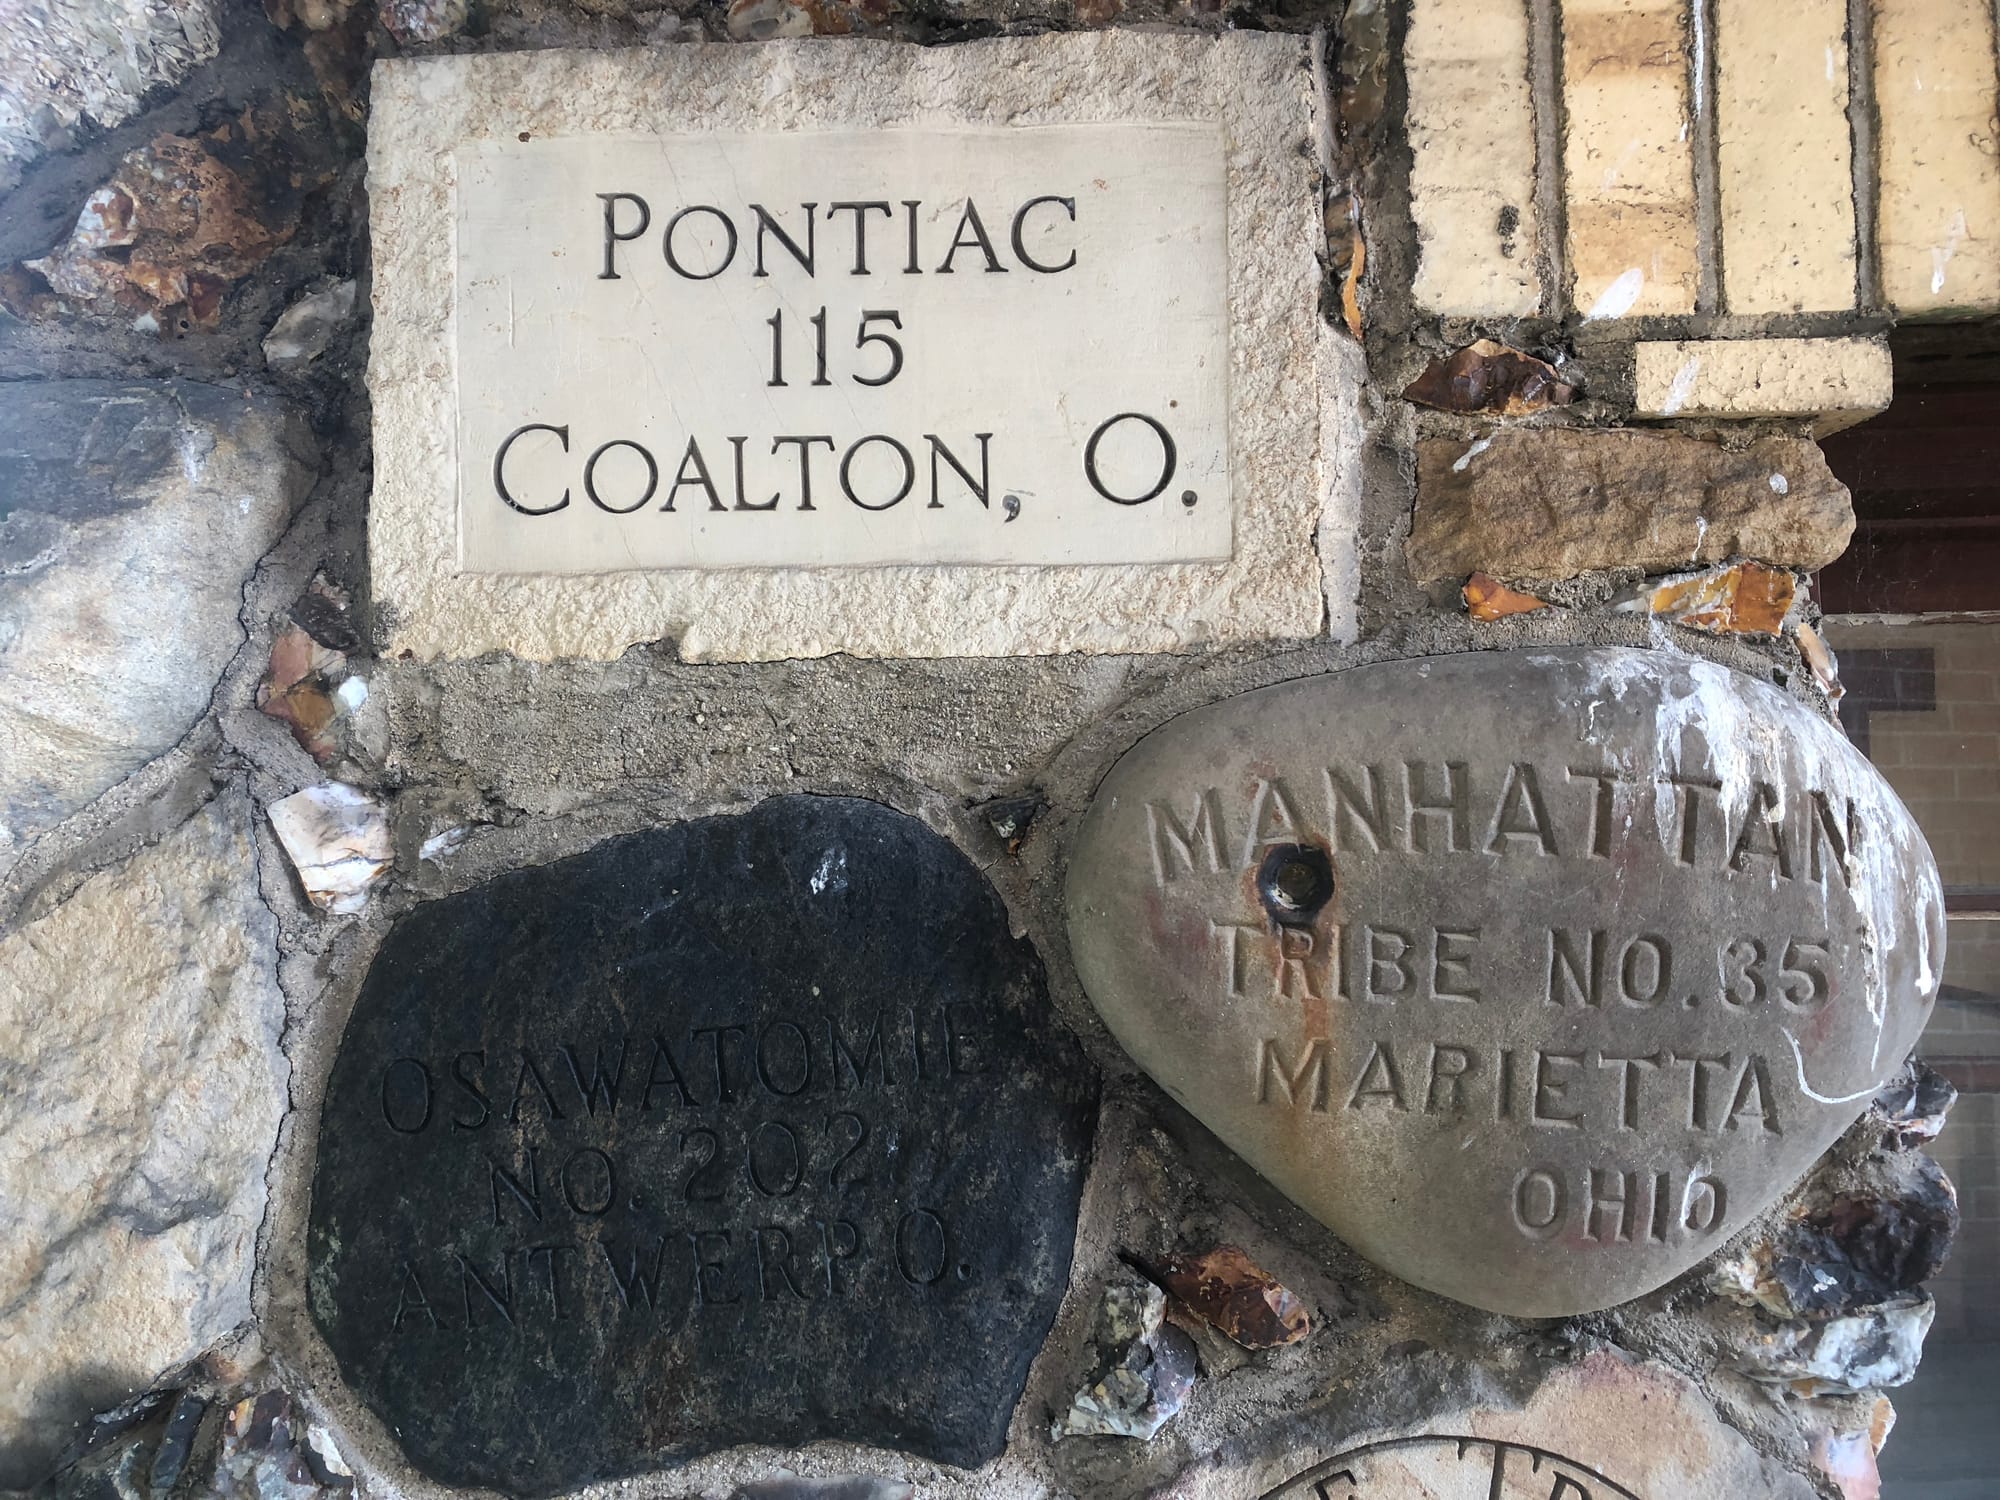 PONTIAC
115
COALTON, O.
MANHATTAN
TRIBE NO. 35
MARIETTA
OHIO
OSAWATOMIE
NO. 202
ANTWERP O.